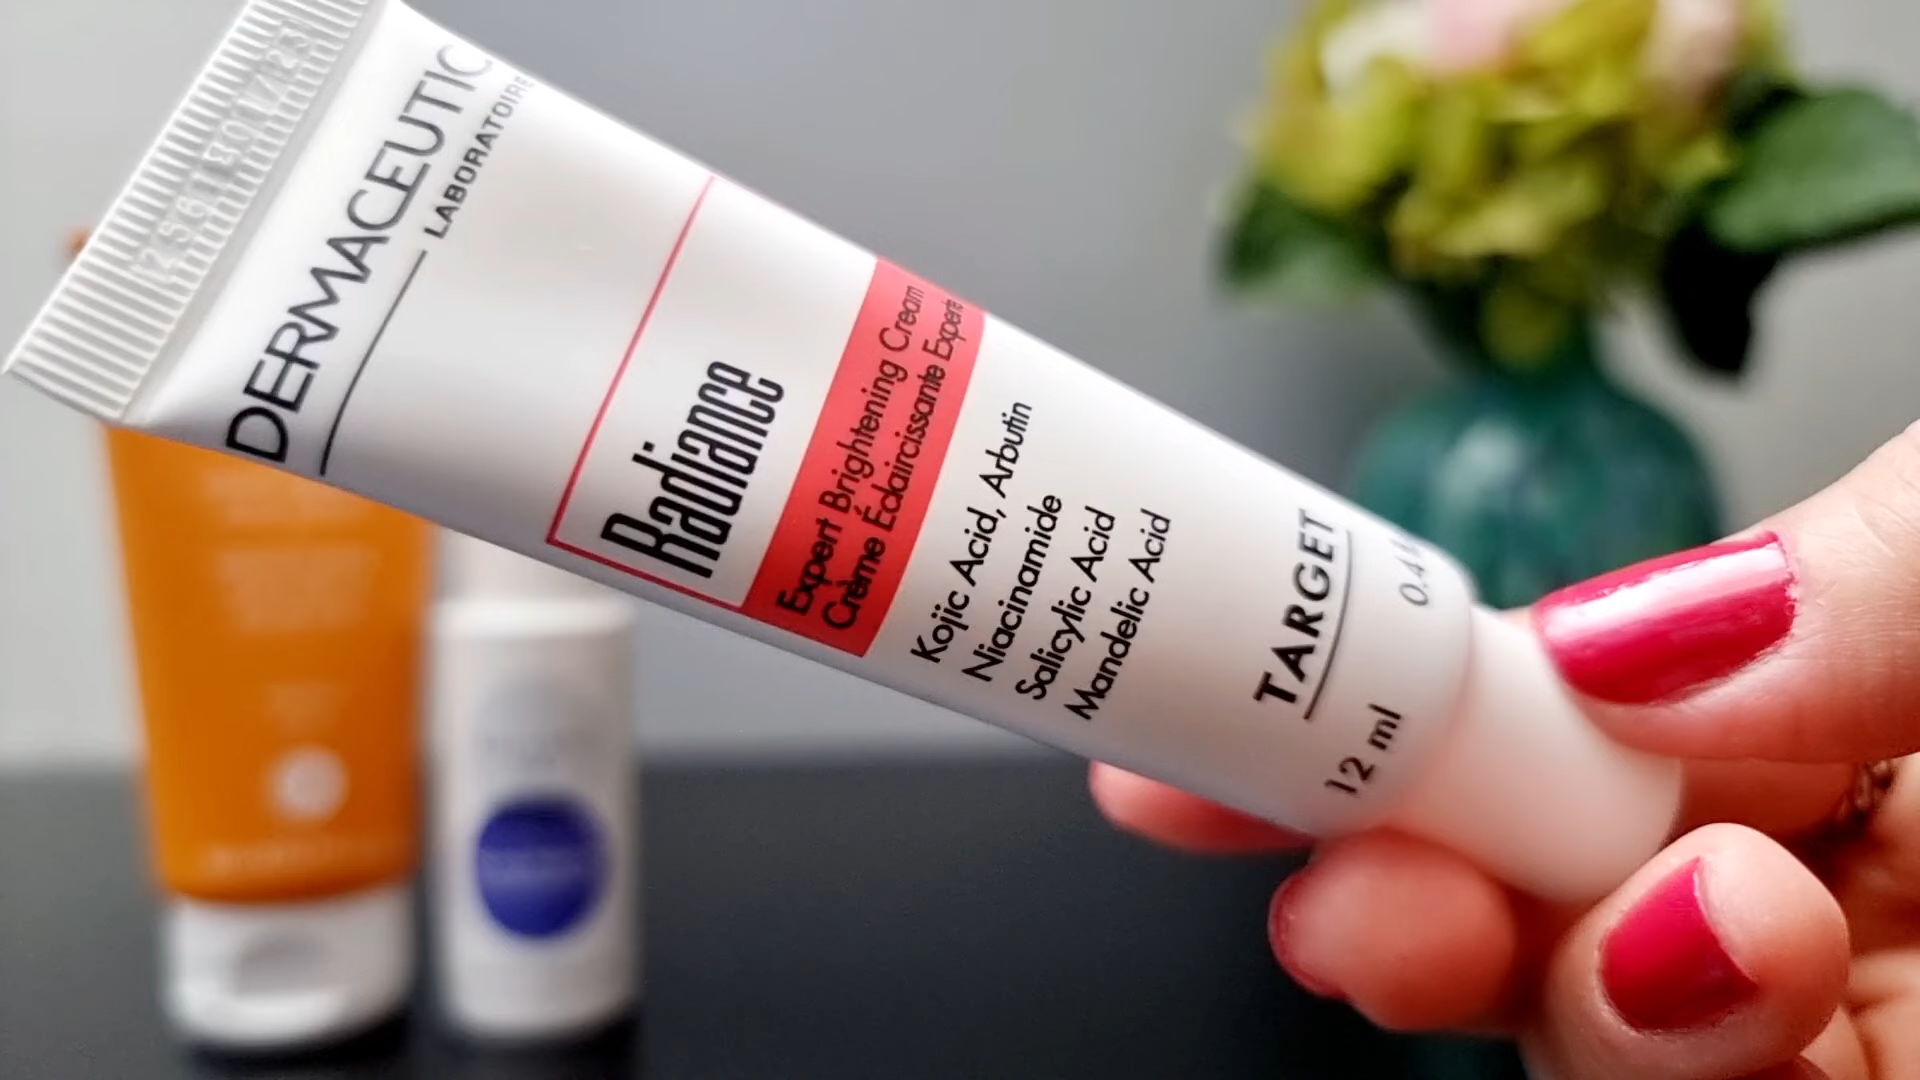 DERMACEUTIC
LABORATOIRE
Radiance
Expert Brightening Cream
Crème Éclaircissante Experte
Kojic Acid, Arbutin
Niacinamide
Salicylic Acid
Mandelic Acid
TARGET
12 ml